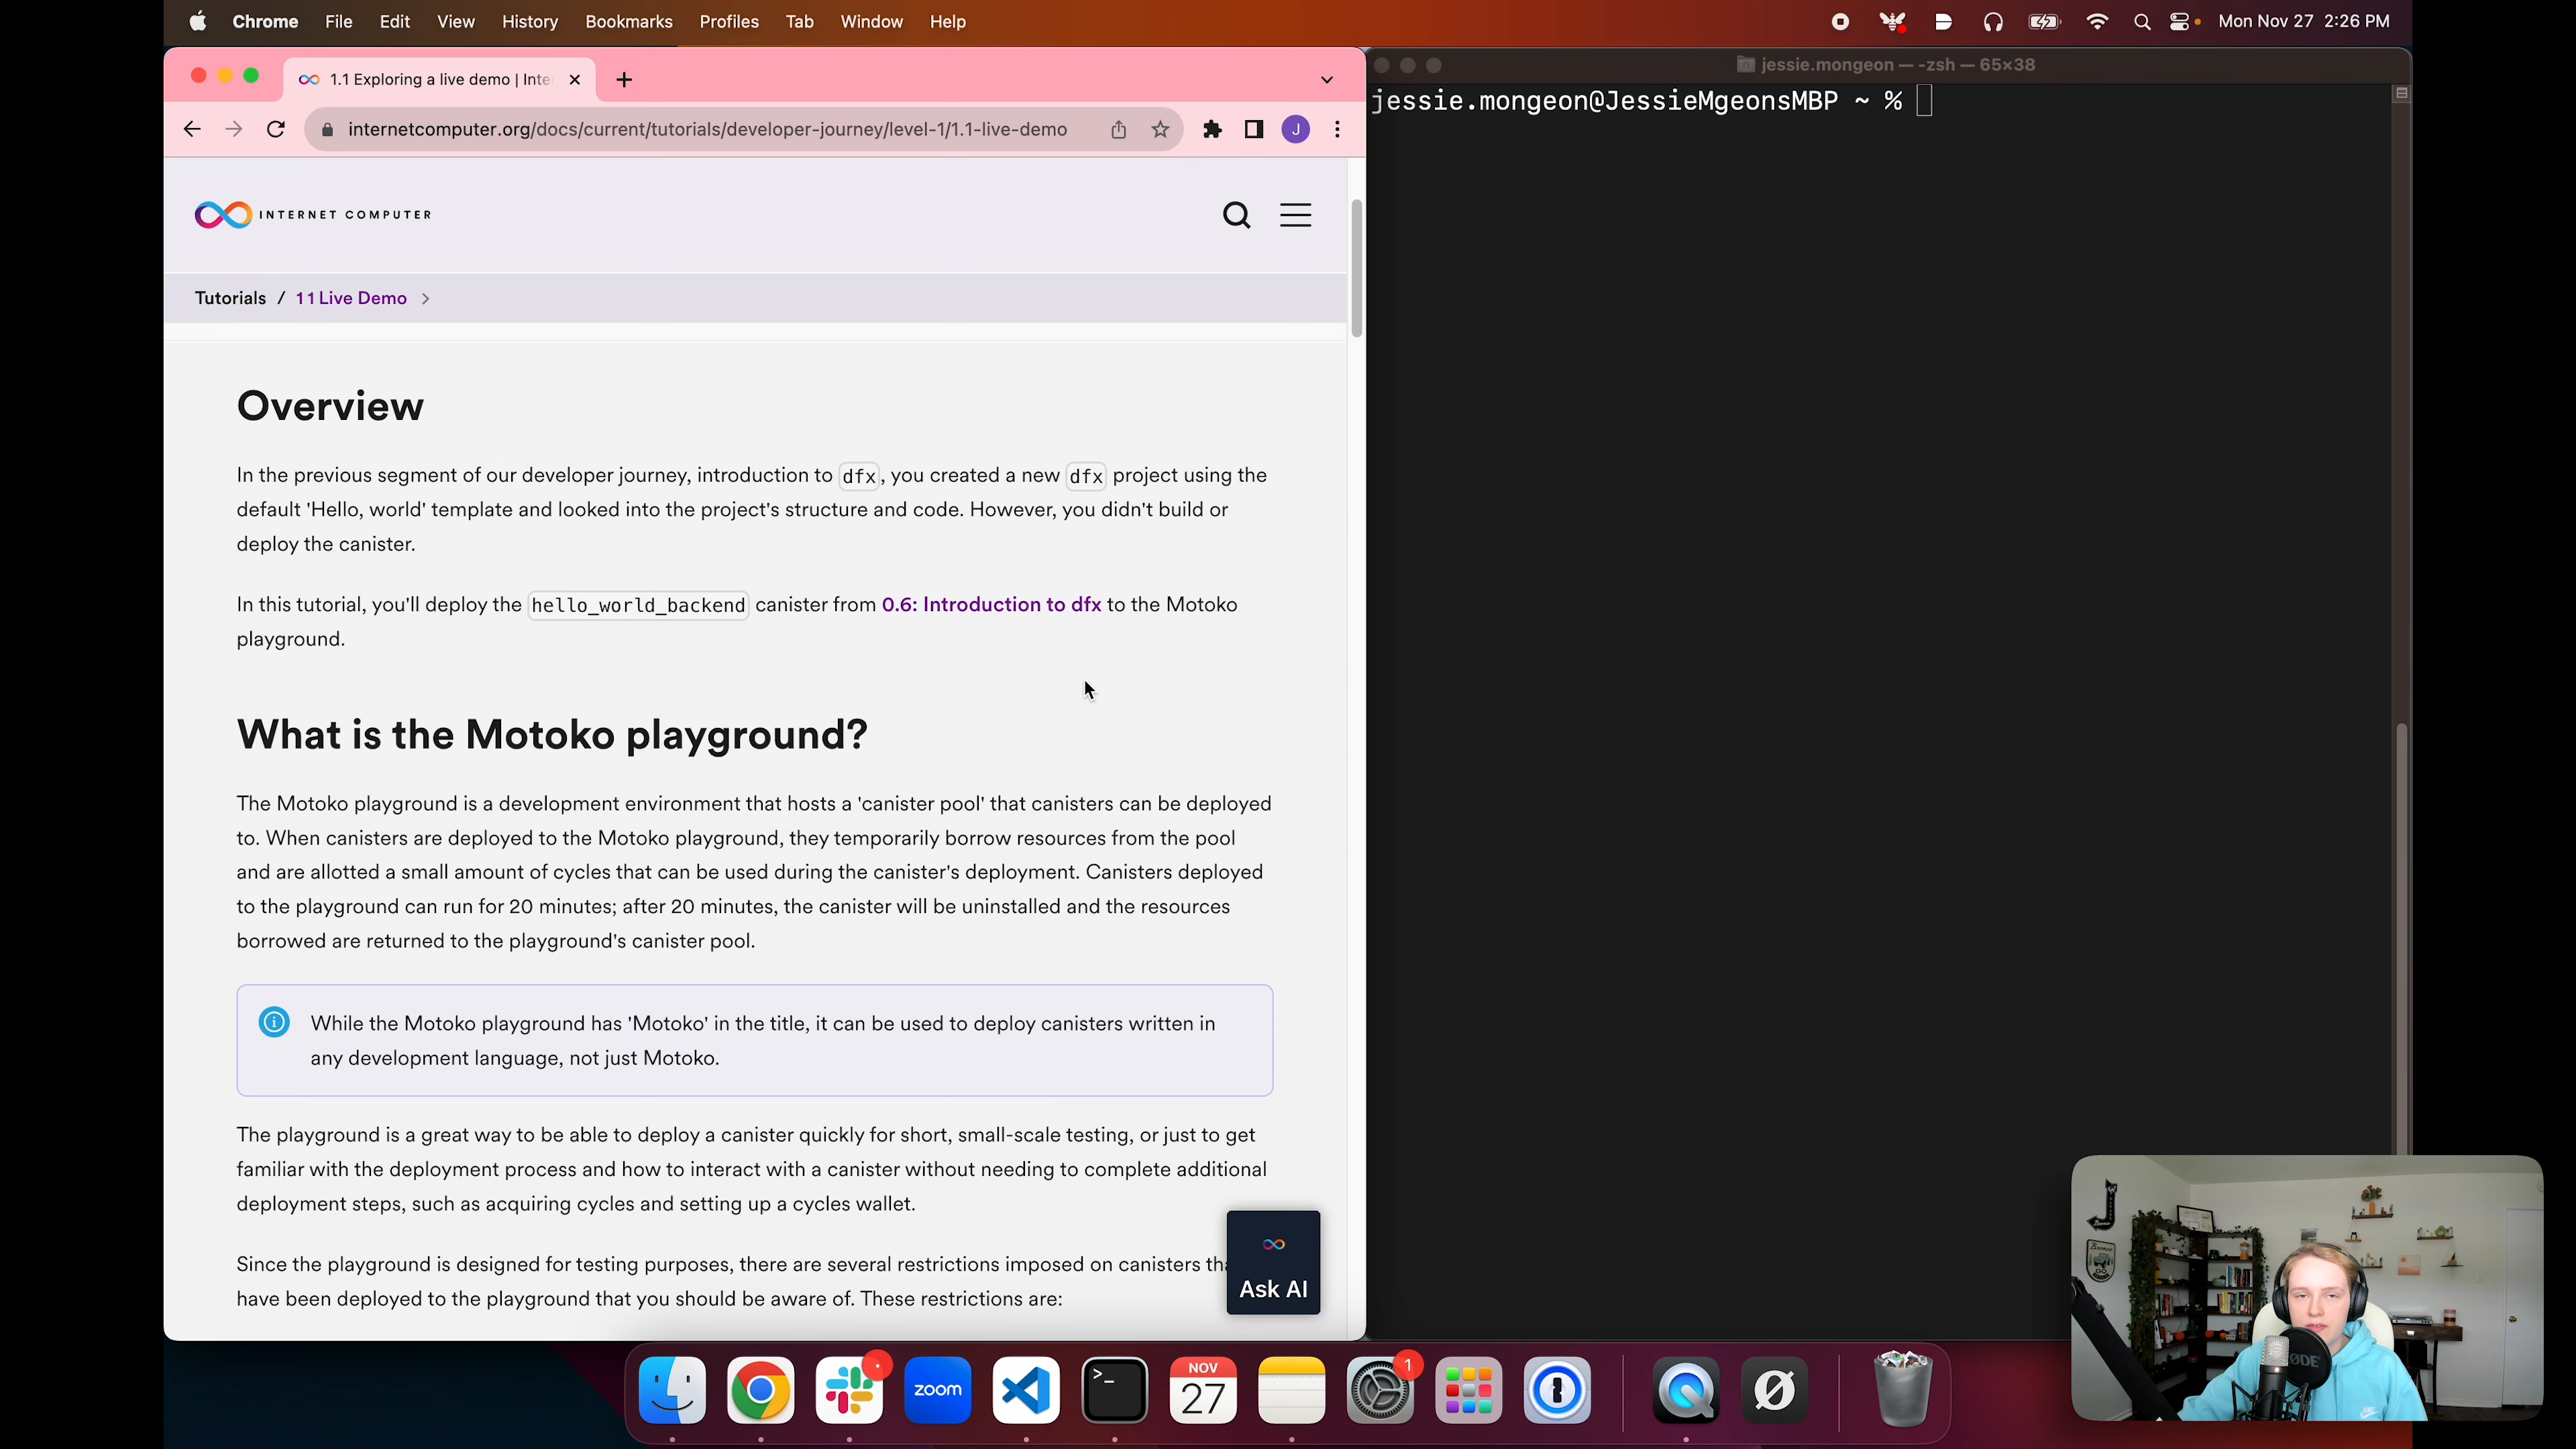 Chrome File Edit View History Bookmarks Profiles Tab Window Help
Mon Nov 27 2:26 PM
1.1 Exploring a live demo | Inte
internetcomputer.org/docs/current/tutorials/developer-journey/level-1/1.1-live-demo
J
INTERNET COMPUTER
Tutorials / 1 1 Live Demo
Overview
In the previous segment of our developer journey, introduction to dfx, you created a new dfx project using the
default 'Hello, world' template and looked into the project's structure and code. However, you didn't build or
deploy the canister.
In this tutorial, you'll deploy the hello_world_backend canister from 0.6: Introduction to dfx to the Motoko
playground.
What is the Motoko playground?
The Motoko playground is a development environment that hosts a 'canister pool' that canisters can be deployed
to. When canisters are deployed to the Motoko playground, they temporarily borrow resources from the pool
and are allotted a small amount of cycles that can be used during the canister's deployment. Canisters deployed
to the playground can run for 20 minutes; after 20 minutes, the canister will be uninstalled and the resources
borrowed are returned to the playground's canister pool.
While the Motoko playground has 'Motoko' in the title, it can be used to deploy canisters written in
any development language, not just Motoko.
The playground is a great way to be able to deploy a canister quickly for short, small-scale testing, or just to get
familiar with the deployment process and how to interact with a canister without needing to complete additional
deployment steps, such as acquiring cycles and setting up a cycles wallet.
Since the playground is designed for testing purposes, there are several restrictions imposed on canisters tha
have been deployed to the playground that you should be aware of. These restrictions are:
Ask AI
jessie.mongeon — -zsh — 65×38
jessie.mongeon@JessieMgeonsMBP ~ %
zoom
NOV
27
1